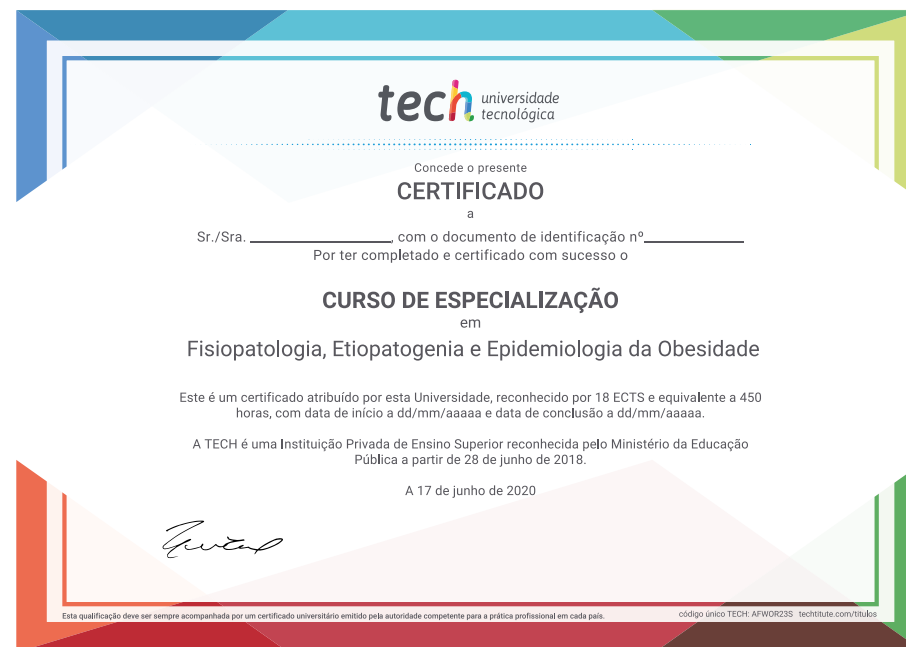 tech universidade
tecnológica
Concede o presente
CERTIFICADO
a
Sr./Sra. ____________________, com o documento de identificação nº______________
Por ter completado e certificado com sucesso o
CURSO DE ESPECIALIZAÇÃO
em
Fisiopatologia, Etiopatogenia e Epidemiologia da Obesidade
Este é um certificado atribuído por esta Universidade, reconhecido por 18 ECTS e equivalente a 450
horas, com data de início a dd/mm/aaaaa e data de conclusão a dd/mm/aaaaa.
A TECH é uma Instituição Privada de Ensino Superior reconhecida pelo Ministério da Educação
Pública a partir de 28 de junho de 2018.
A 17 de junho de 2020
Esta qualificação deve ser sempre acompanhada por um certificado universitário emitido pela autoridade competente para a prática profissional em cada país.
código único TECH: AFWOR23S techtitute.com/títulos